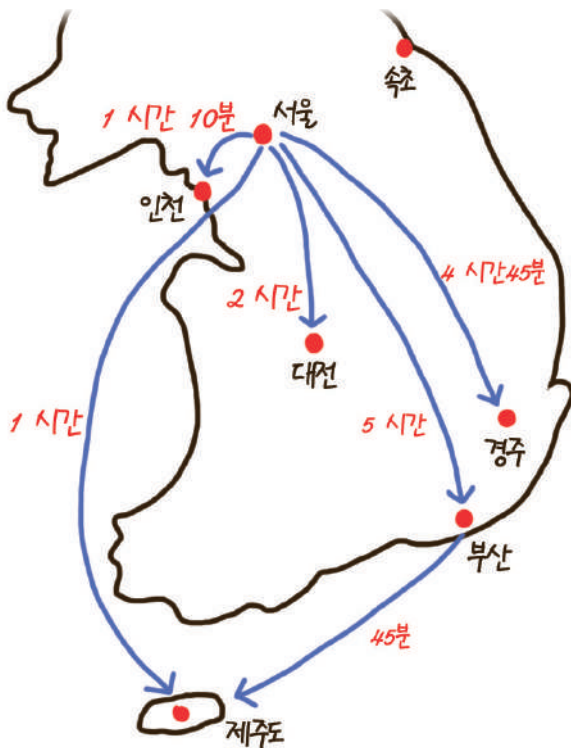 속초
1 시간 10분
서울
인천
4 시간45분
2 시간
대전
1 시간
5 시간
경주
부산
45분
제주도